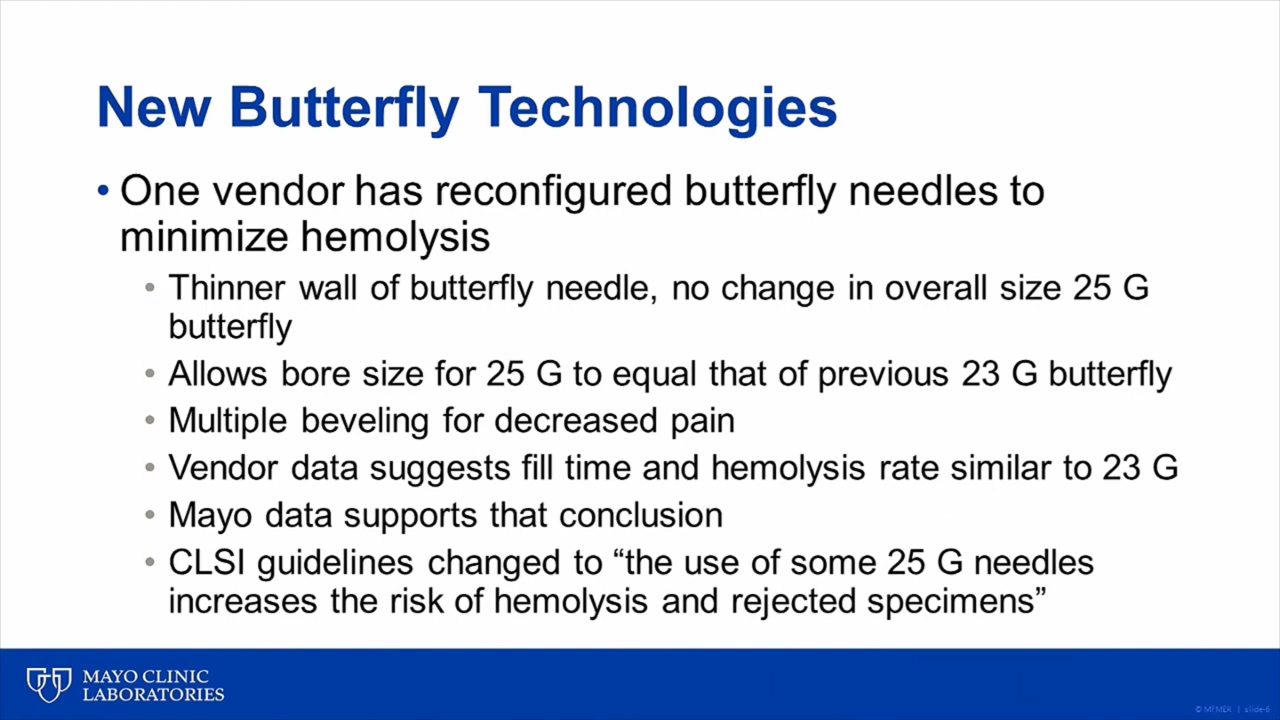 New Butterfly Technologies
• One vendor has reconfigured butterfly needles to
minimize hemolysis
• Thinner wall of butterfly needle, no change in overall size 25 G
butterfly
• Allows bore size for 25 G to equal that of previous 23 G butterfly
• Multiple beveling for decreased pain
• Vendor data suggests fill time and hemolysis rate similar to 23 G
• Mayo data supports that conclusion
• CLSI guidelines changed to “the use of some 25 G needles
increases the risk of hemolysis and rejected specimens”
MAYO CLINIC
LABORATORIES
© MFMER | slide-6